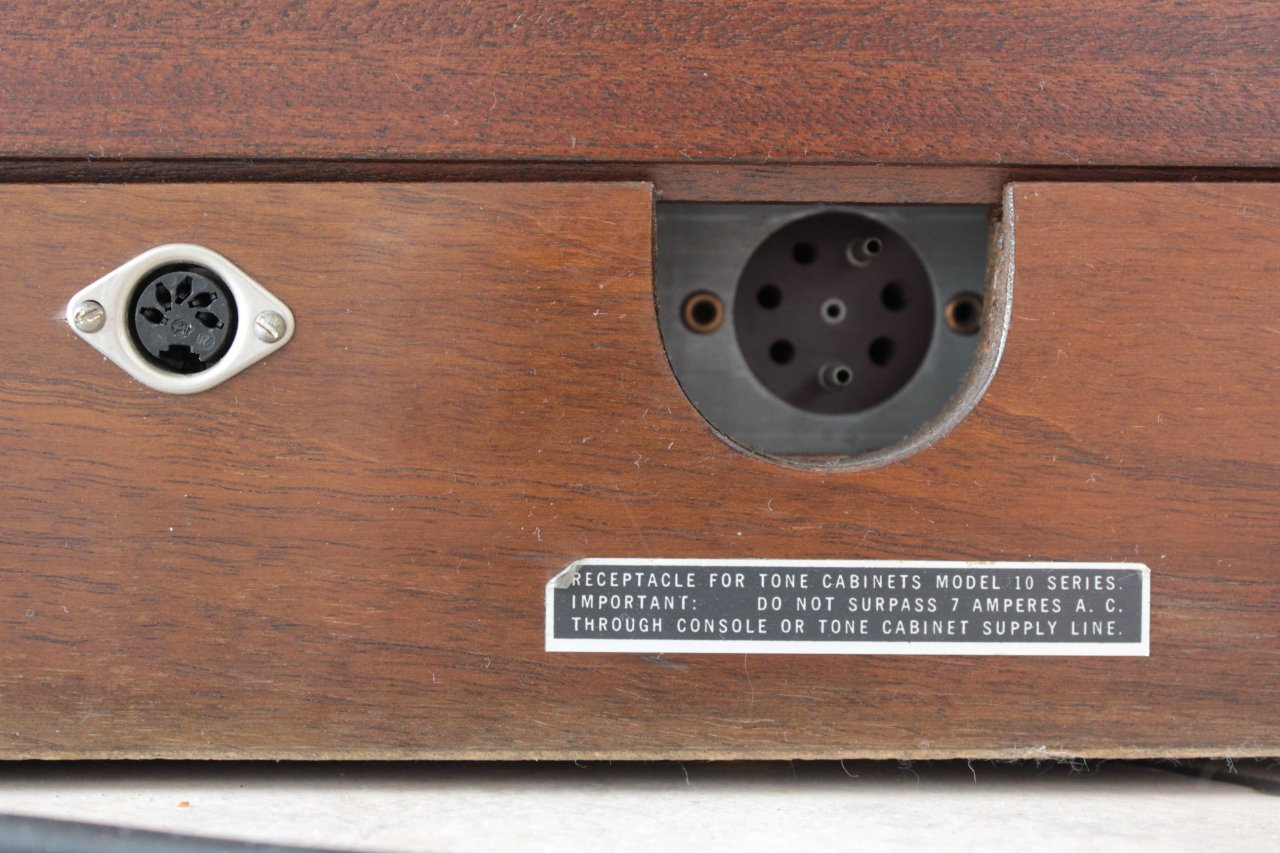 RECEPTACLE FOR TONE CABINETS MODEL 10 SERIES.
IMPORTANT: DO NOT SURPASS 7 AMPERES A. C.
THROUGH CONSOLE OR TONE CABINET SUPPLY LINE.